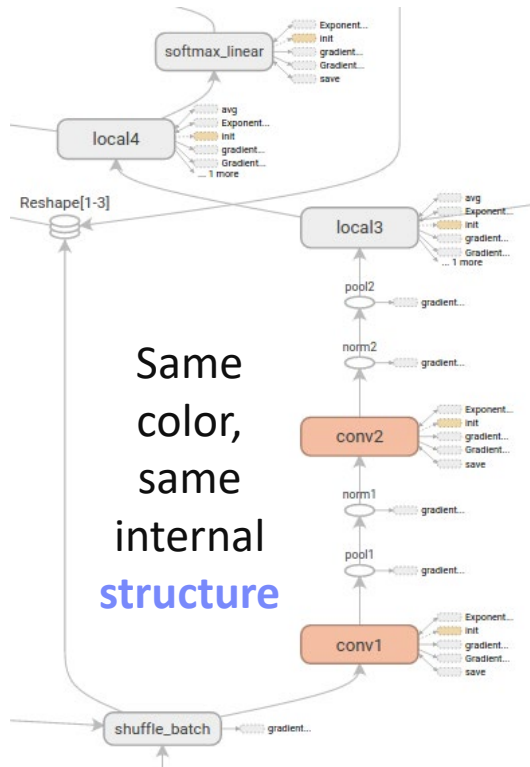 Exponent...
init
gradient...
Gradient...
save
softmax_linear
avg
Exponent...
init
gradient...
Gradient...
... 1 more
local4
Reshape[1-3]
avg
Exponent...
init
gradient...
Gradient...
... 1 more
local3
pool2
gradient...
norm2
gradient...
Same
color,
same
internal
structure
Exponent...
init
gradient...
Gradient...
save
conv2
norm1
gradient...
pool1
gradient...
Exponent...
init
gradient...
Gradient...
save
conv1
shuffle_batch
gradient...